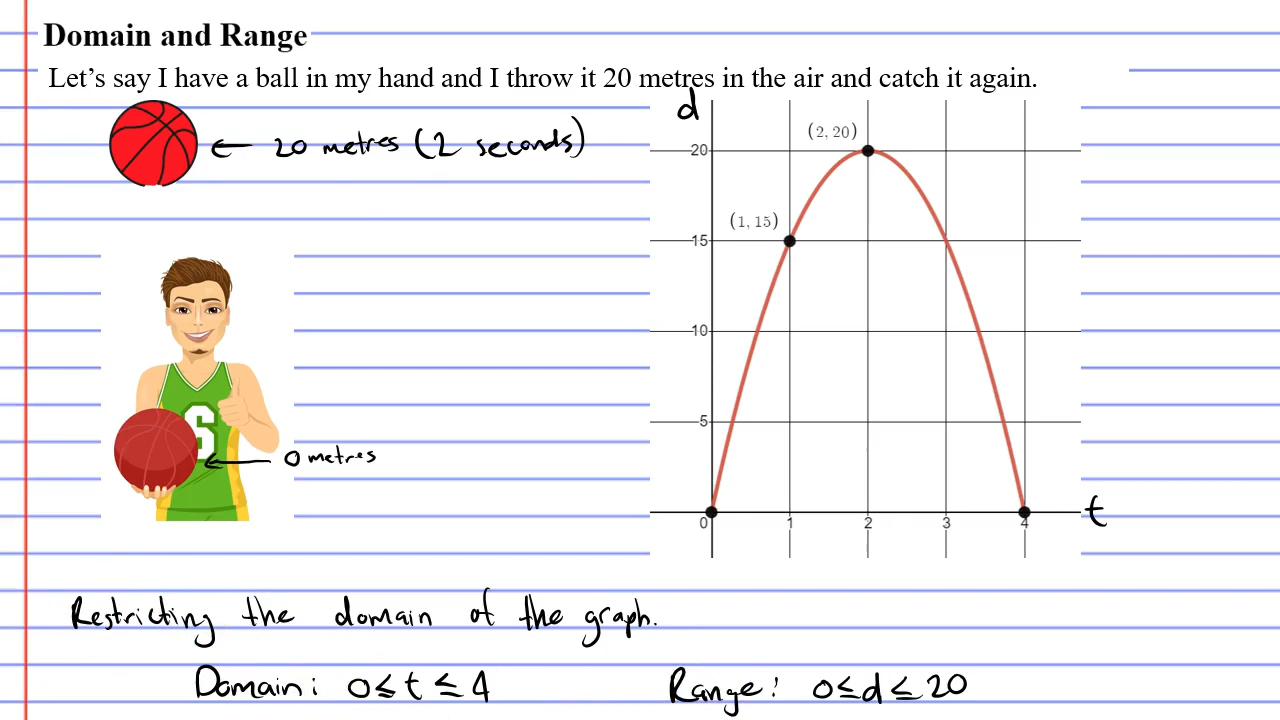 Domain and Range
Let's say I have a ball in my hand and I throw it 20 metres in the air and catch it again.
d
← 20 metres (2 seconds)
(2, 20)
20
(1, 15)
15
10
5
S
← 0 metres
0 1 2 3 4 t
Restricting the domain of the graph.
Domain: 0 ≤ t ≤ 4 Range: 0 ≤ d ≤ 20